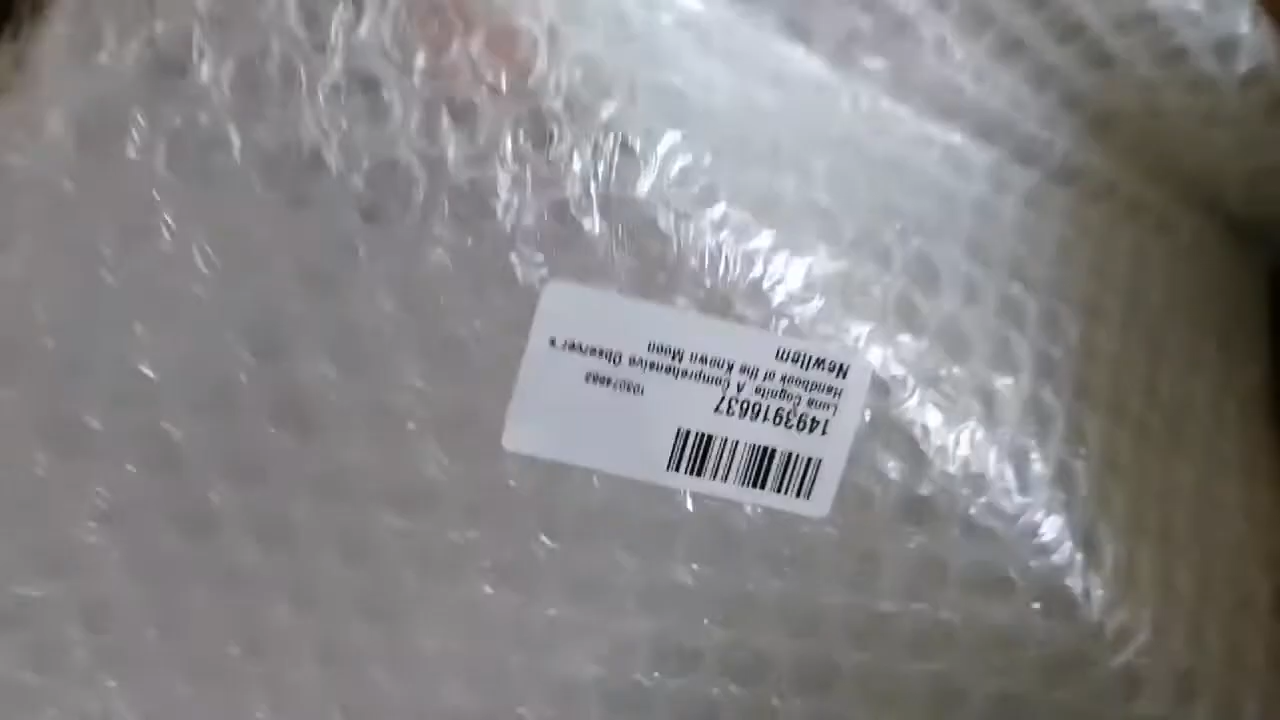 1493916637
Luna Cognita: A Comprehensive Observer's
Handbook of the Known Moon
NewItem